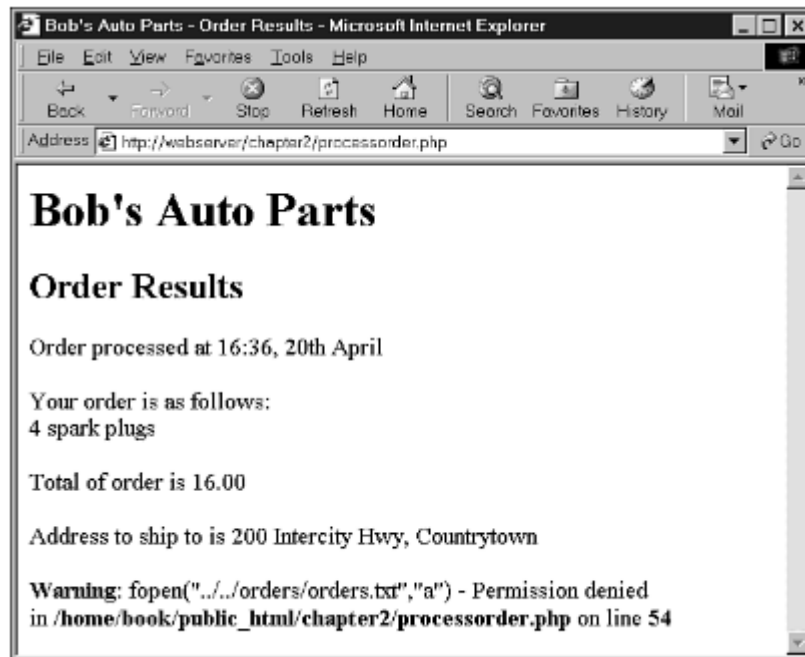 Bob's Auto Parts - Order Results - Microsoft Internet Explorer
File Edit View Favorites Tools Help
Back Forward Stop Refresh Home Search Favorites History Mail
Address http://webserver/chapter2/processorder.php Go
Bob's Auto Parts
Order Results
Order processed at 16:36, 20th April
Your order is as follows:
4 spark plugs
Total of order is 16.00
Address to ship to is 200 Intercity Hwy, Countrytown
Warning: fopen("../../orders/orders.txt","a") - Permission denied
in /home/book/public_html/chapter2/processorder.php on line 54